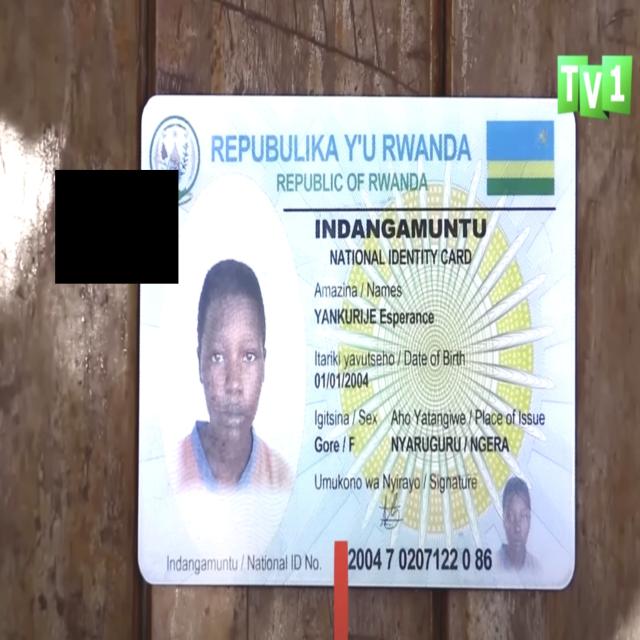 TV1
REPUBULIKA Y'U RWANDA
REPUBLIC OF RWANDA
INDANGAMUNTU
NATIONAL IDENTITY CARD
Amazina / Names
YANKURIJE Esperance
Itariki yavutseho / Date of Birth
01/01/2004
Igitsina / Sex Aho Yatangiwe / Place of Issue
Gore / F NYARUGURU / NGERA
Umukono wa Nyirayo / Signature
Indangamuntu / National ID No. 2004 7 0207122 0 86